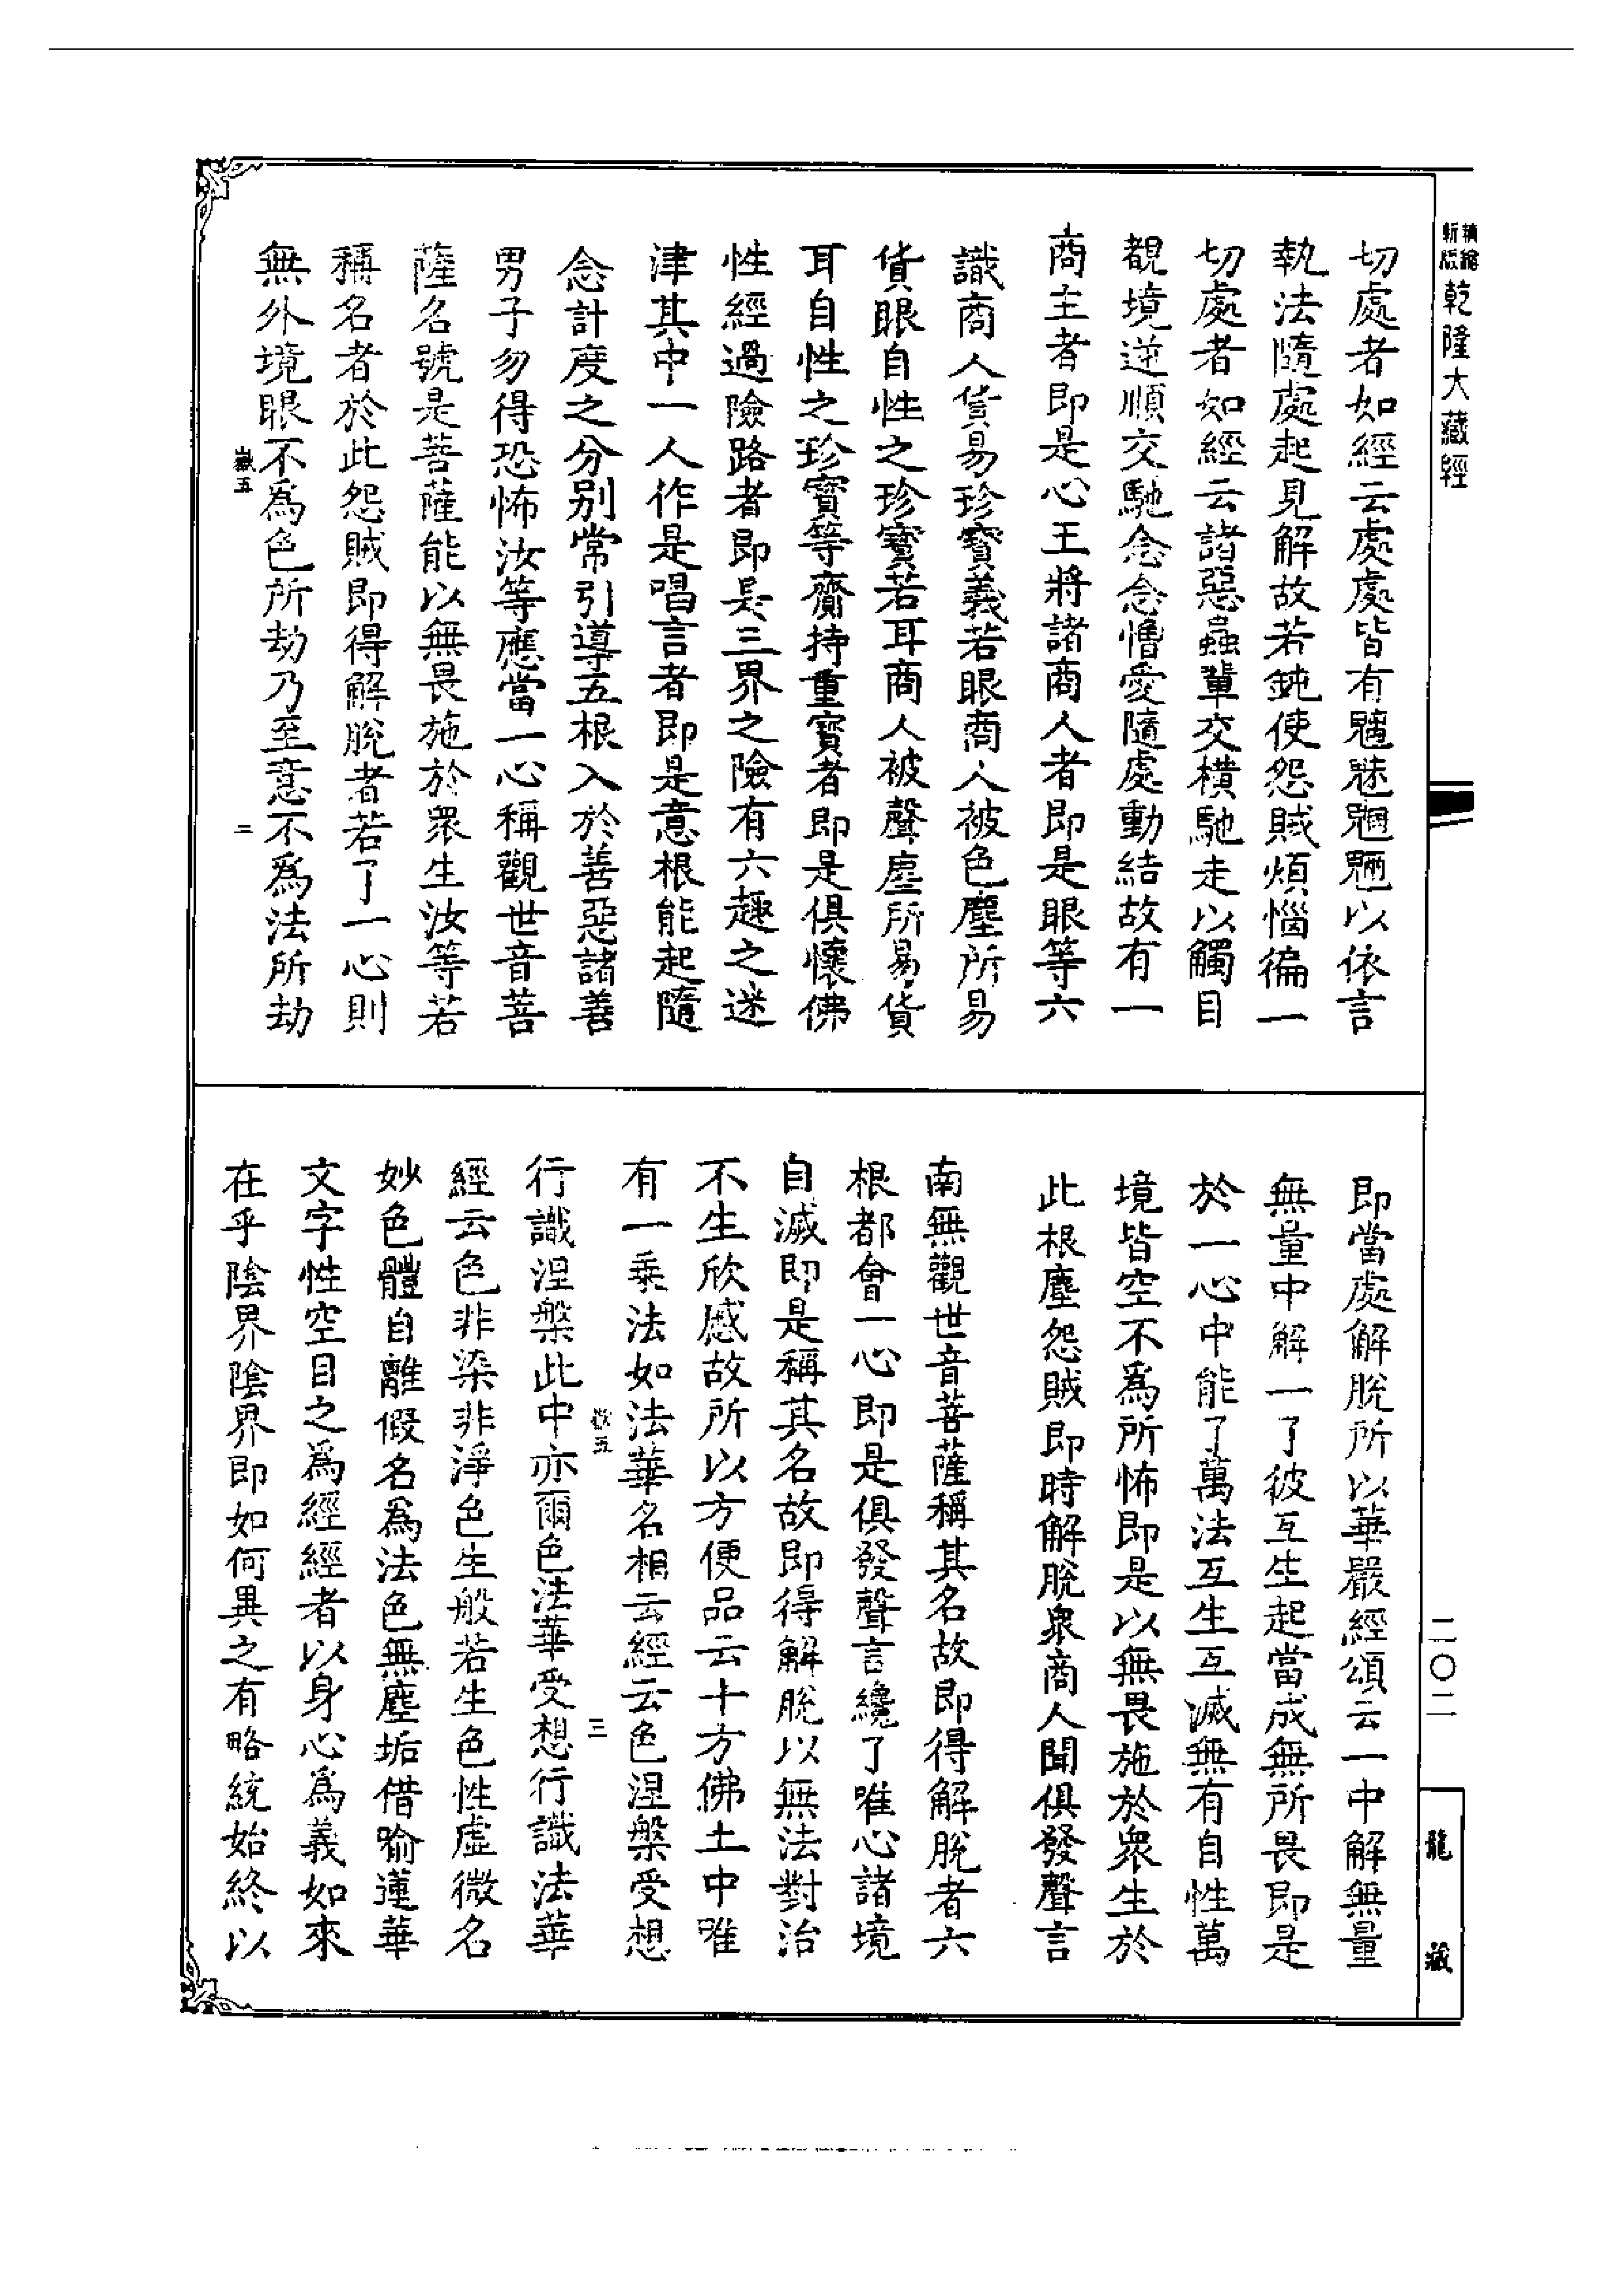 精縮新版乾隆大藏經
切處者如經云處處皆有魑魅魍魎以依言
執法隨處起見解故若鈍使怨賊煩惱徧一
切處者如經云諸惡蟲輩交橫馳走以觸目
覩境逆順交馳念念憎愛隨處動結故有一
商主者即是心王將諸商人者即是眼等六
識商人貨易珍寶義若眼商人被色塵所易
貨眼自性之珍寶若耳商人被聲塵所易貨
耳自性之珍寶等齎持重寶者即是俱懷佛
性經過險路者即是三界之險有六趣之迷
津其中一人作是唱言者即是意根能起隨
念計度之分別常引導五根入於善惡諸善
男子勿得恐怖汝等應當一心稱觀世音菩
薩名號是菩薩能以無畏施於眾生汝等若
稱名者於此怨賊即得解脫者若了一心則
無外境眼不為色所劫乃至意不為法所劫
嶽五 二
即當處解脫所以華嚴經頌云一中解無量
無量中解一了彼互生起當成無所畏即是
於一心中能了萬法互生互滅無有自性萬
境皆空不為所怖即是以無畏施於眾生於
此根塵怨賊即時解脫眾商人聞俱發聲言
南無觀世音菩薩稱其名故即得解脫者六
根都會一心即是俱發聲言纔了唯心諸境
自滅即是稱其名故即得解脫以無法對治
不生欣慼故所以方便品云十方佛土中唯
有一乘法如法華名相云經云色涅槃受想
嶽五 三
行識涅槃此中亦爾色法華受想行識法華
經云色非染非淨色生般若生色性虛微名
妙色體自離假名為法色無塵垢借喻蓮華
文字性空目之為經經者以身心為義如來
在乎陰界陰界即如何異之有略統始終以
二〇二
龍藏